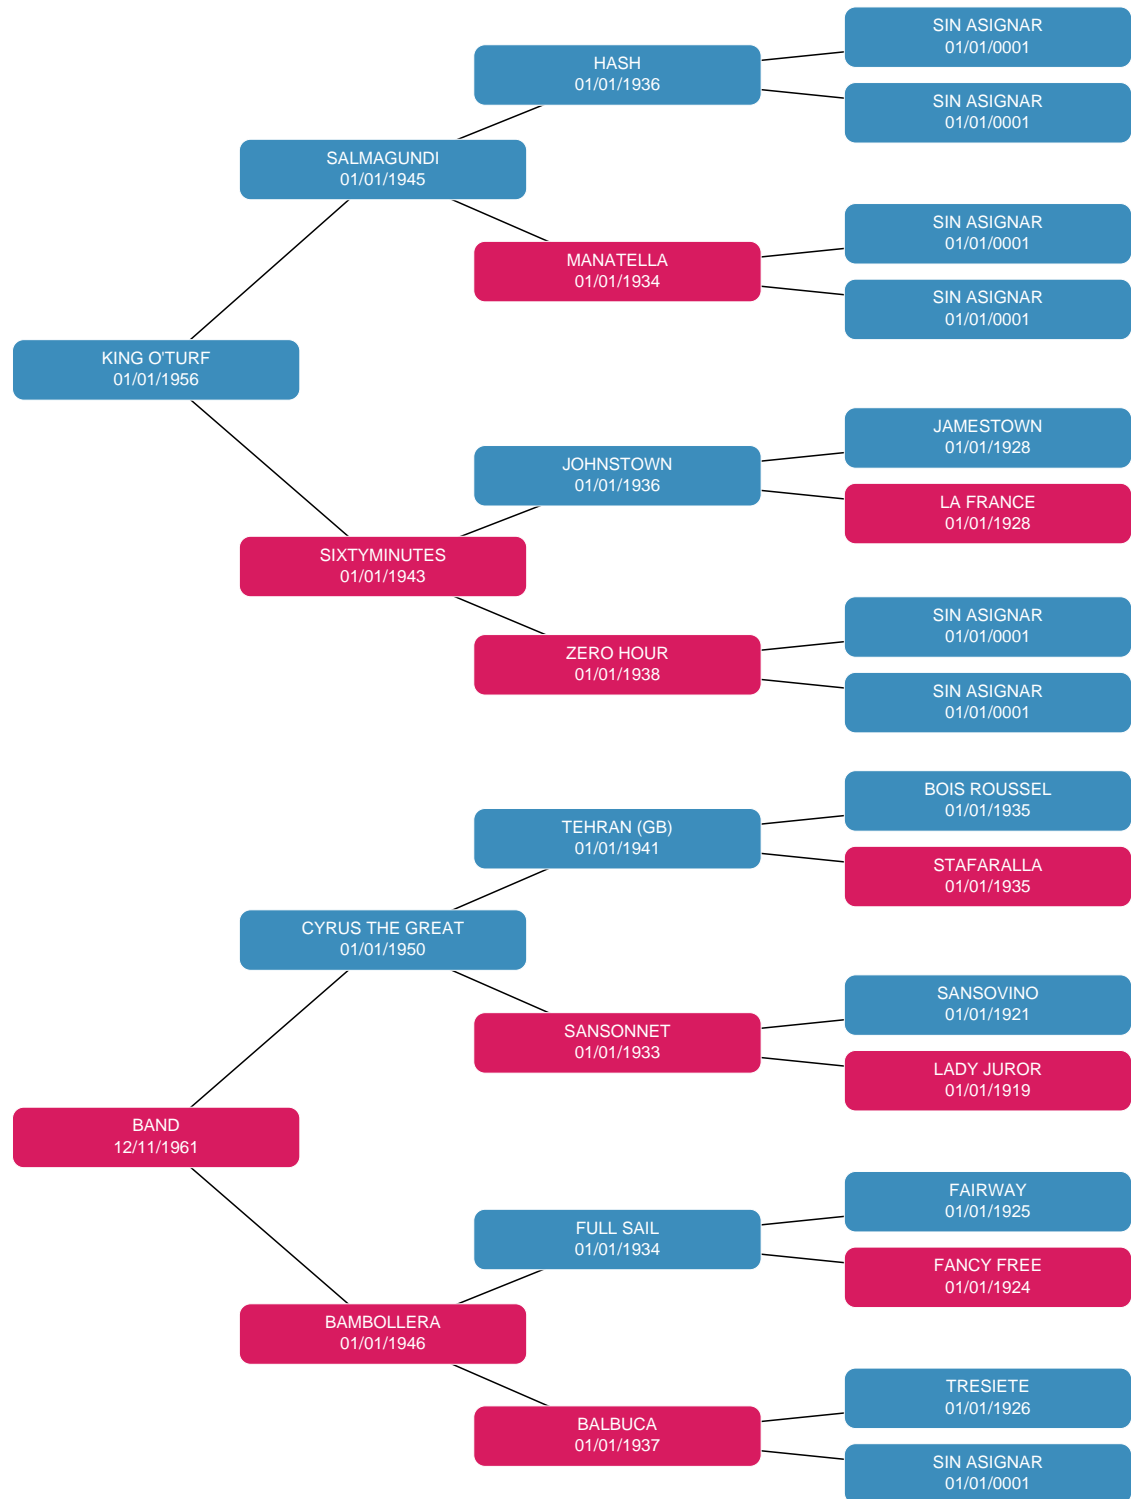 SIN ASIGNAR
01/01/0001
HASH
01/01/1936
SIN ASIGNAR
01/01/0001
SALMAGUNDI
01/01/1945
SIN ASIGNAR
01/01/0001
MANATELLA
01/01/1934
SIN ASIGNAR
01/01/0001
KING O'TURF
01/01/1956
JAMESTOWN
01/01/1928
JOHNSTOWN
01/01/1936
LA FRANCE
01/01/1928
SIXTYMINUTES
01/01/1943
SIN ASIGNAR
01/01/0001
ZERO HOUR
01/01/1938
SIN ASIGNAR
01/01/0001
BOIS ROUSSEL
01/01/1935
TEHRAN (GB)
01/01/1941
STAFARALLA
01/01/1935
CYRUS THE GREAT
01/01/1950
SANSOVINO
01/01/1921
SANSONNET
01/01/1933
LADY JUROR
01/01/1919
BAND
12/11/1961
FAIRWAY
01/01/1925
FULL SAIL
01/01/1934
FANCY FREE
01/01/1924
BAMBOLLERA
01/01/1946
TRESIETE
01/01/1926
BALBUCA
01/01/1937
SIN ASIGNAR
01/01/0001